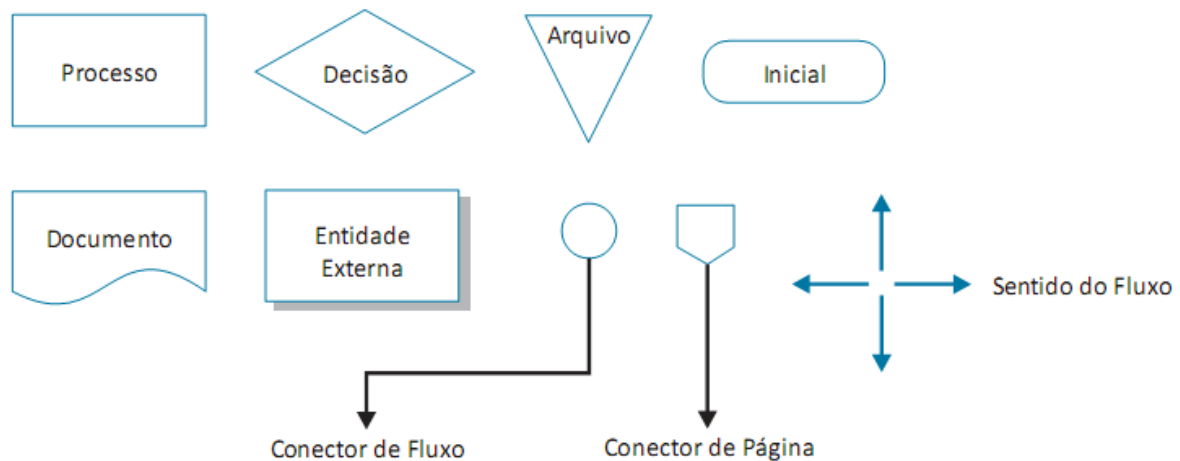 Processo
Decisão
Arquivo
Inicial
Documento
Entidade
Externa
Sentido do Fluxo
Conector de Fluxo
Conector de Página